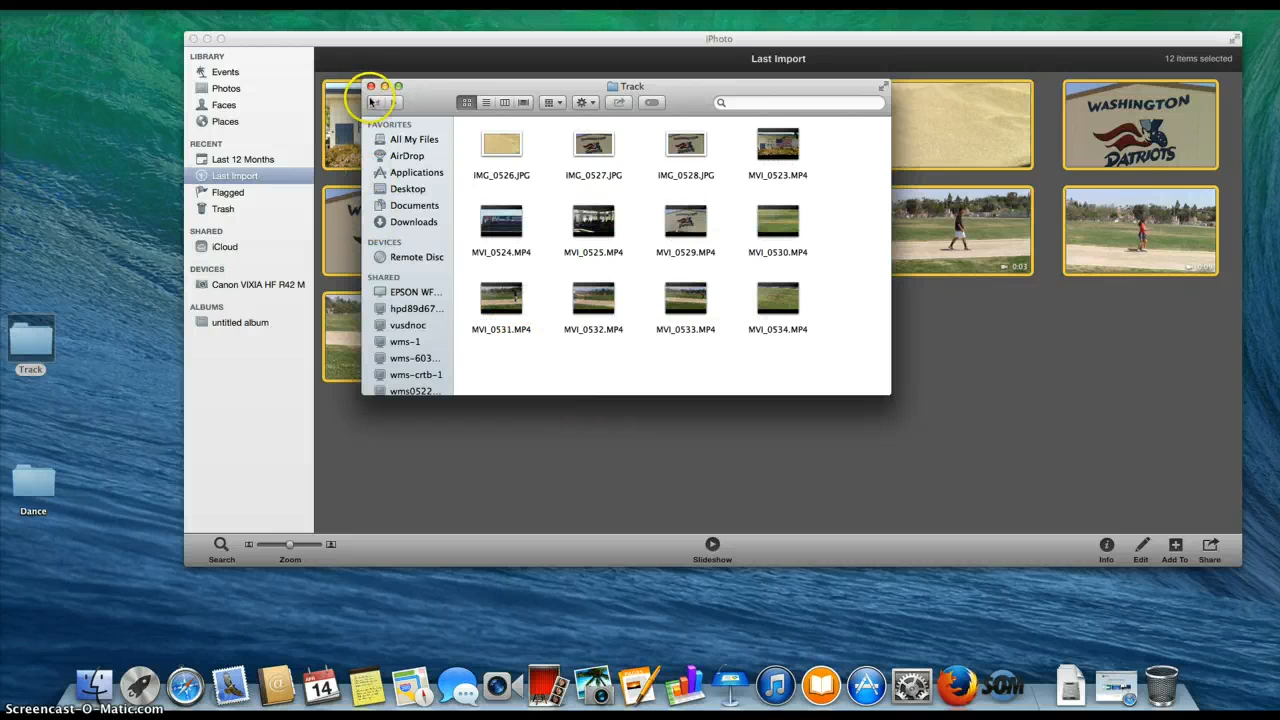 iPhoto
Last Import
12 items selected
LIBRARY
Events
Photos
Faces
Places
RECENT
Last 12 Months
Last Import
Flagged
Trash
SHARED
iCloud
DEVICES
Canon VIXIA HF R42 M
ALBUMS
untitled album
Track
FAVORITES
All My Files
AirDrop
Applications
Desktop
Documents
Downloads
DEVICES
Remote Disc
SHARED
EPSON WF...
hpd89d67...
vusdnoc
wms-1
wms-603...
wms-crtb-1
wms0522...
IMG_0526.JPG
IMG_0527.JPG
IMG_0528.JPG
MVI_0523.MP4
MVI_0524.MP4
MVI_0525.MP4
MVI_0529.MP4
MVI_0530.MP4
MVI_0531.MP4
MVI_0532.MP4
MVI_0533.MP4
MVI_0534.MP4
WASHINGTON
PATRIOTS
0:03
0:09
Track
Dance
Search
Zoom
Slideshow
Info
Edit
Add To
Share
APR
14
SOM
Screencast-O-Matic.com